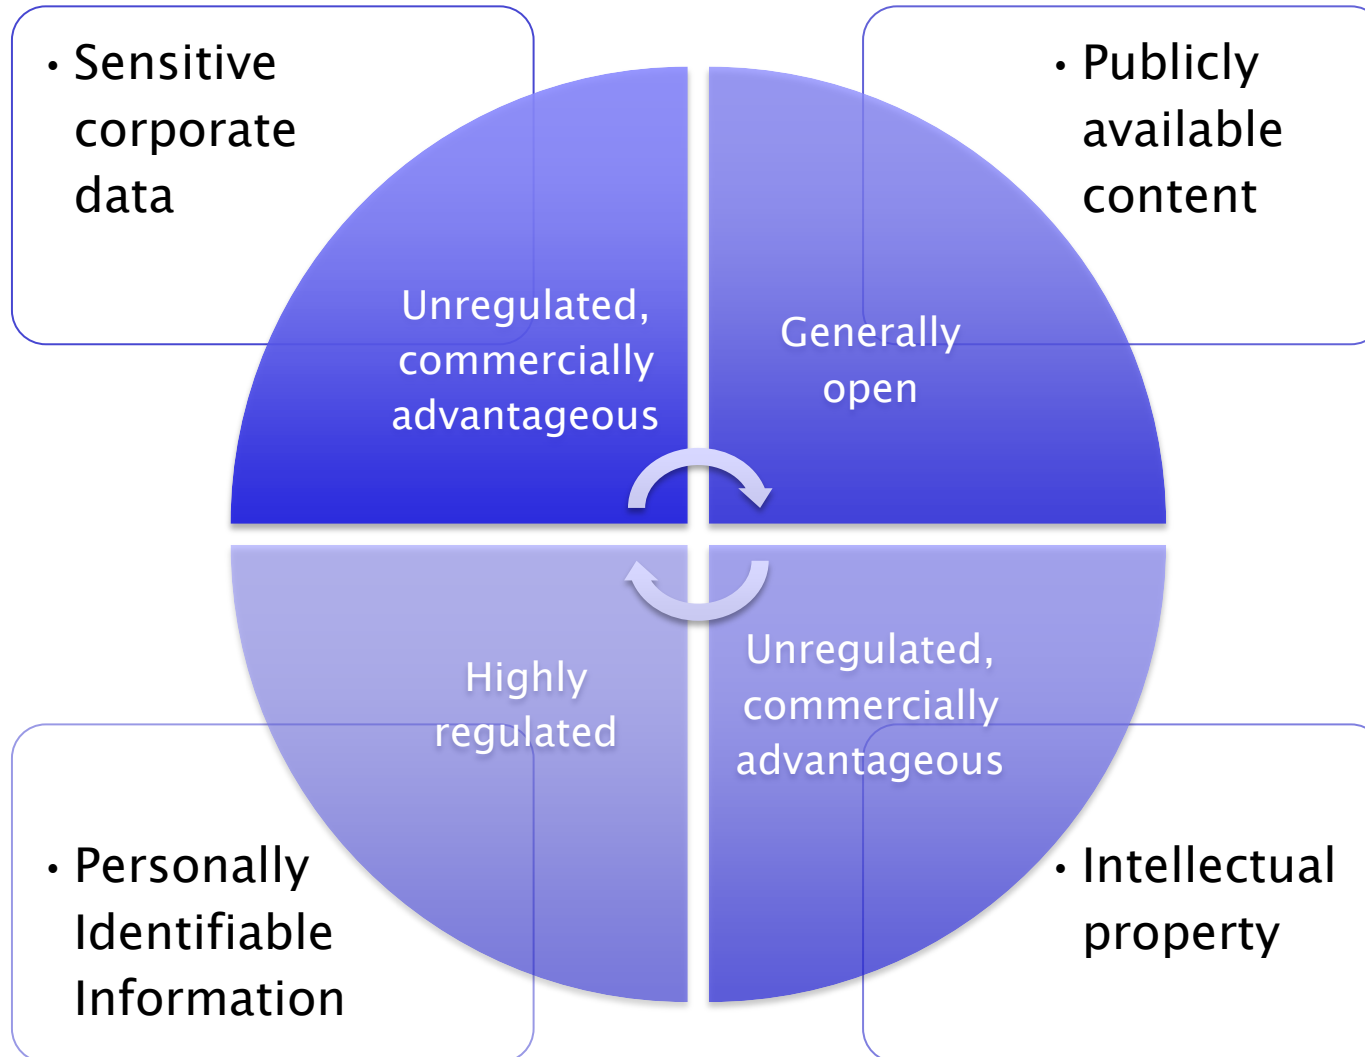 • Sensitive
corporate
data
Unregulated,
commercially
advantageous
• Publicly
available
content
Generally
open
• Personally
Identifiable
Information
Highly
regulated
• Intellectual
property
Unregulated,
commercially
advantageous